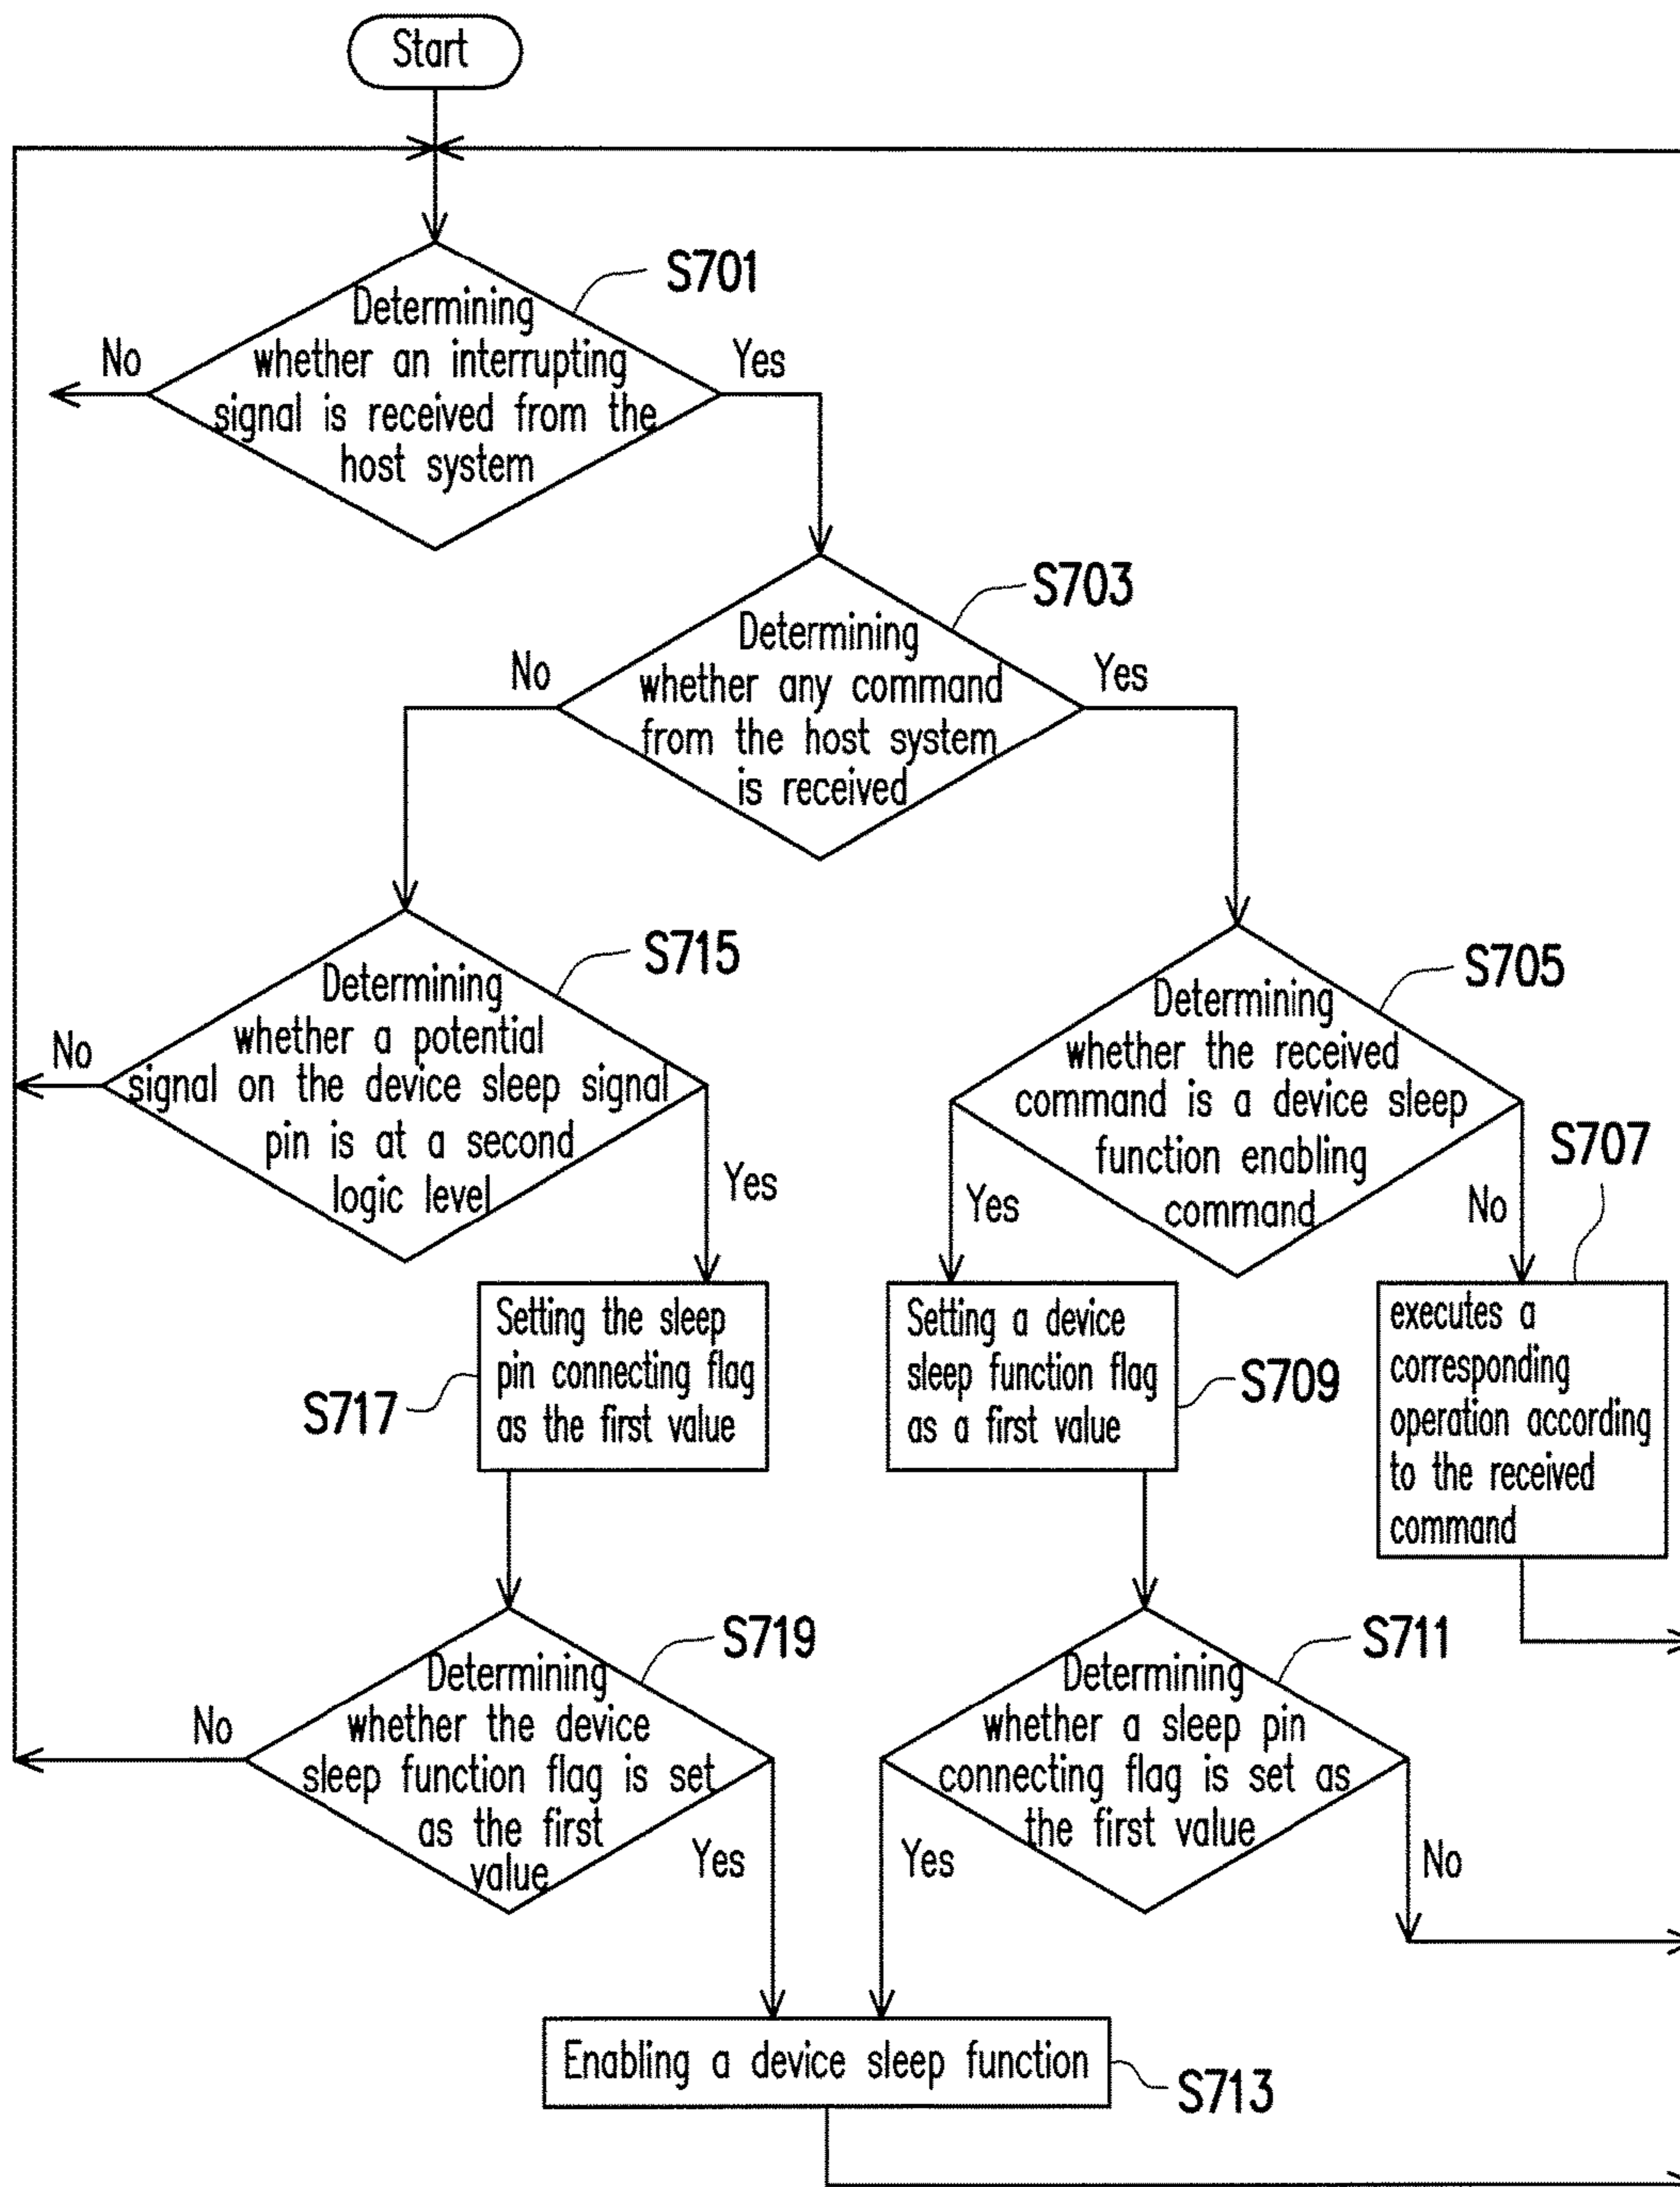 Start
S701
Determining
whether an interrupting
signal is received from the
host system
No
Yes
S703
Determining
whether any command
from the host system
is received
No
Yes
S715
Determining
whether a potential
signal on the device sleep signal
pin is at a second
logic level
No
Yes
S705
Determining
whether the received
command is a device sleep
function enabling
command
Yes
No
S707
executes a
corresponding
operation according
to the received
command
Setting the sleep
pin connecting flag
as the first value
S717
Setting a device
sleep function flag
as a first value
S709
S719
Determining
whether the device
sleep function flag is set
as the first
value
No
Yes
S711
Determining
whether a sleep pin
connecting flag is set as
the first value
Yes
No
Enabling a device sleep function
S713